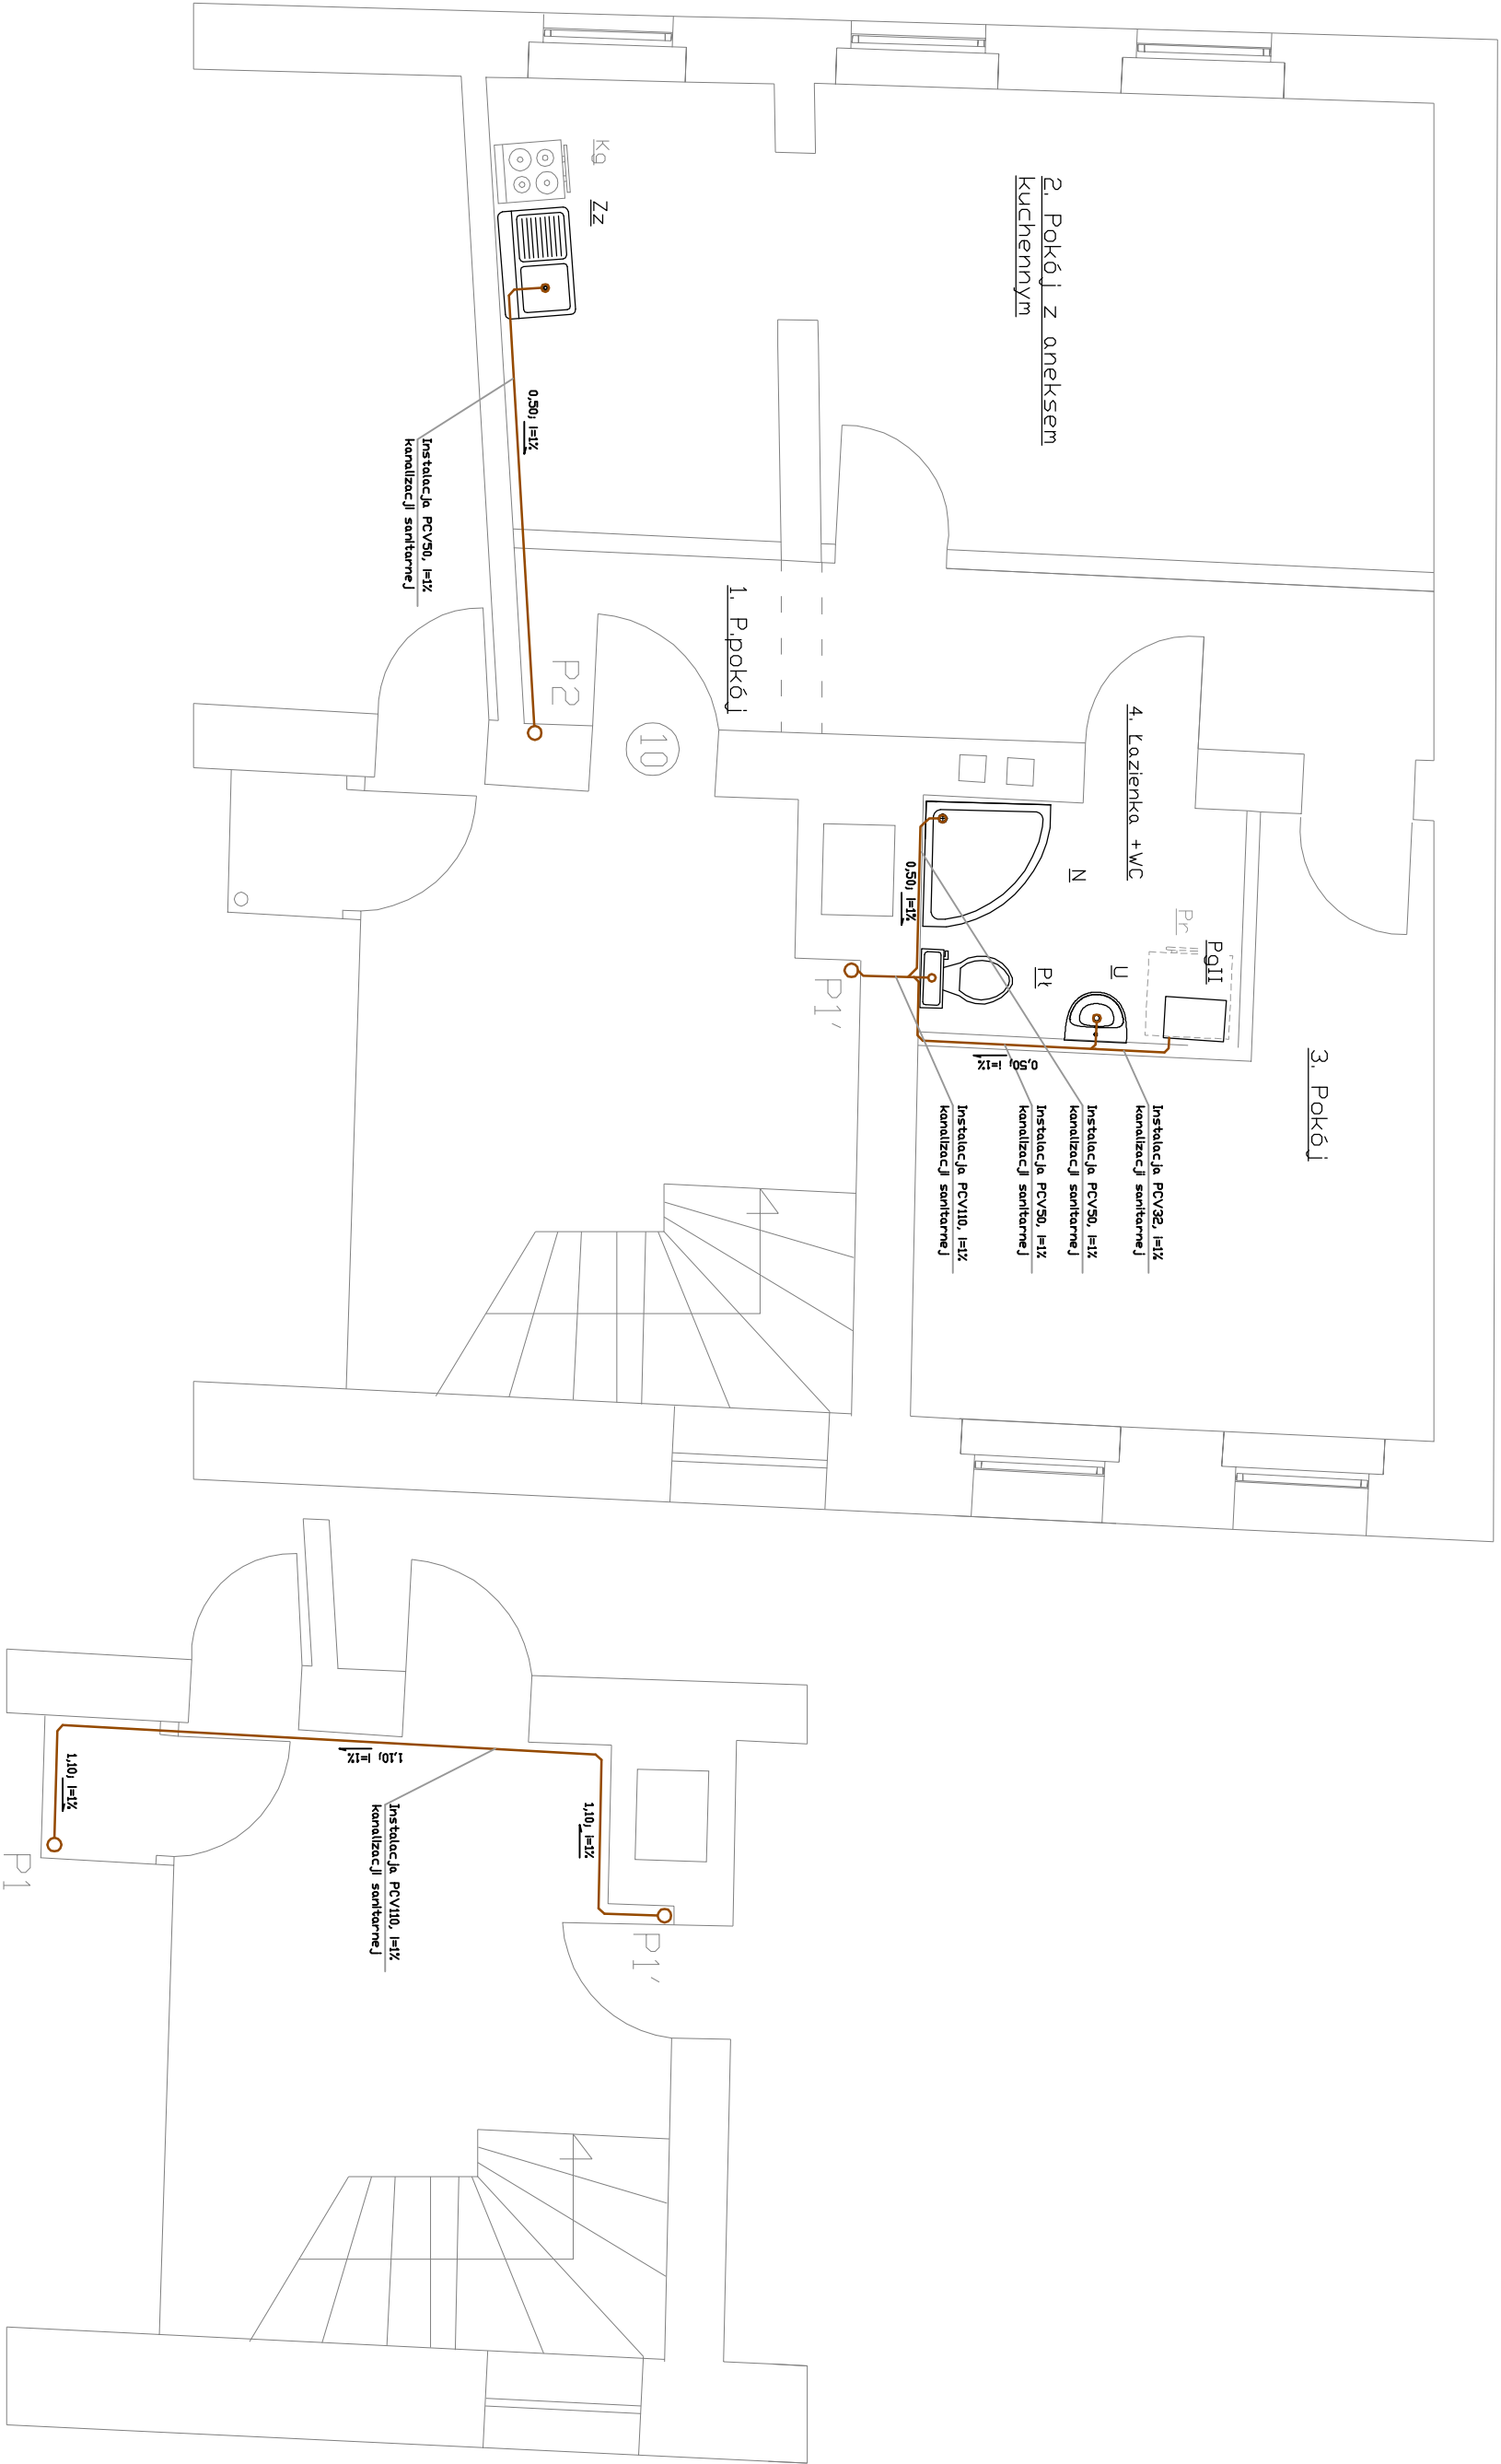 2. Pokój z aneksem
kuchennym
Kg
Zz
0,50; i=1%
Instalacja PCV50, i=1%
kanalizacji sanitarnej
P2
10
1. P.pokój
4. Łazienka +WC
N
Pr
PgII
U
Pł
0,50; i=1%
P1'
0,50; i=1%
3. Pokój
Instalacja PCV32, i=1%
kanalizacji sanitarnej
Instalacja PCV50, i=1%
kanalizacji sanitarnej
Instalacja PCV50, i=1%
kanalizacji sanitarnej
Instalacja PCV110, i=1%
kanalizacji sanitarnej
1,10; i=1%
1,10; i=1%
1,10; i=1%
Instalacja PCV110, i=1%
kanalizacji sanitarnej
P1
P1'